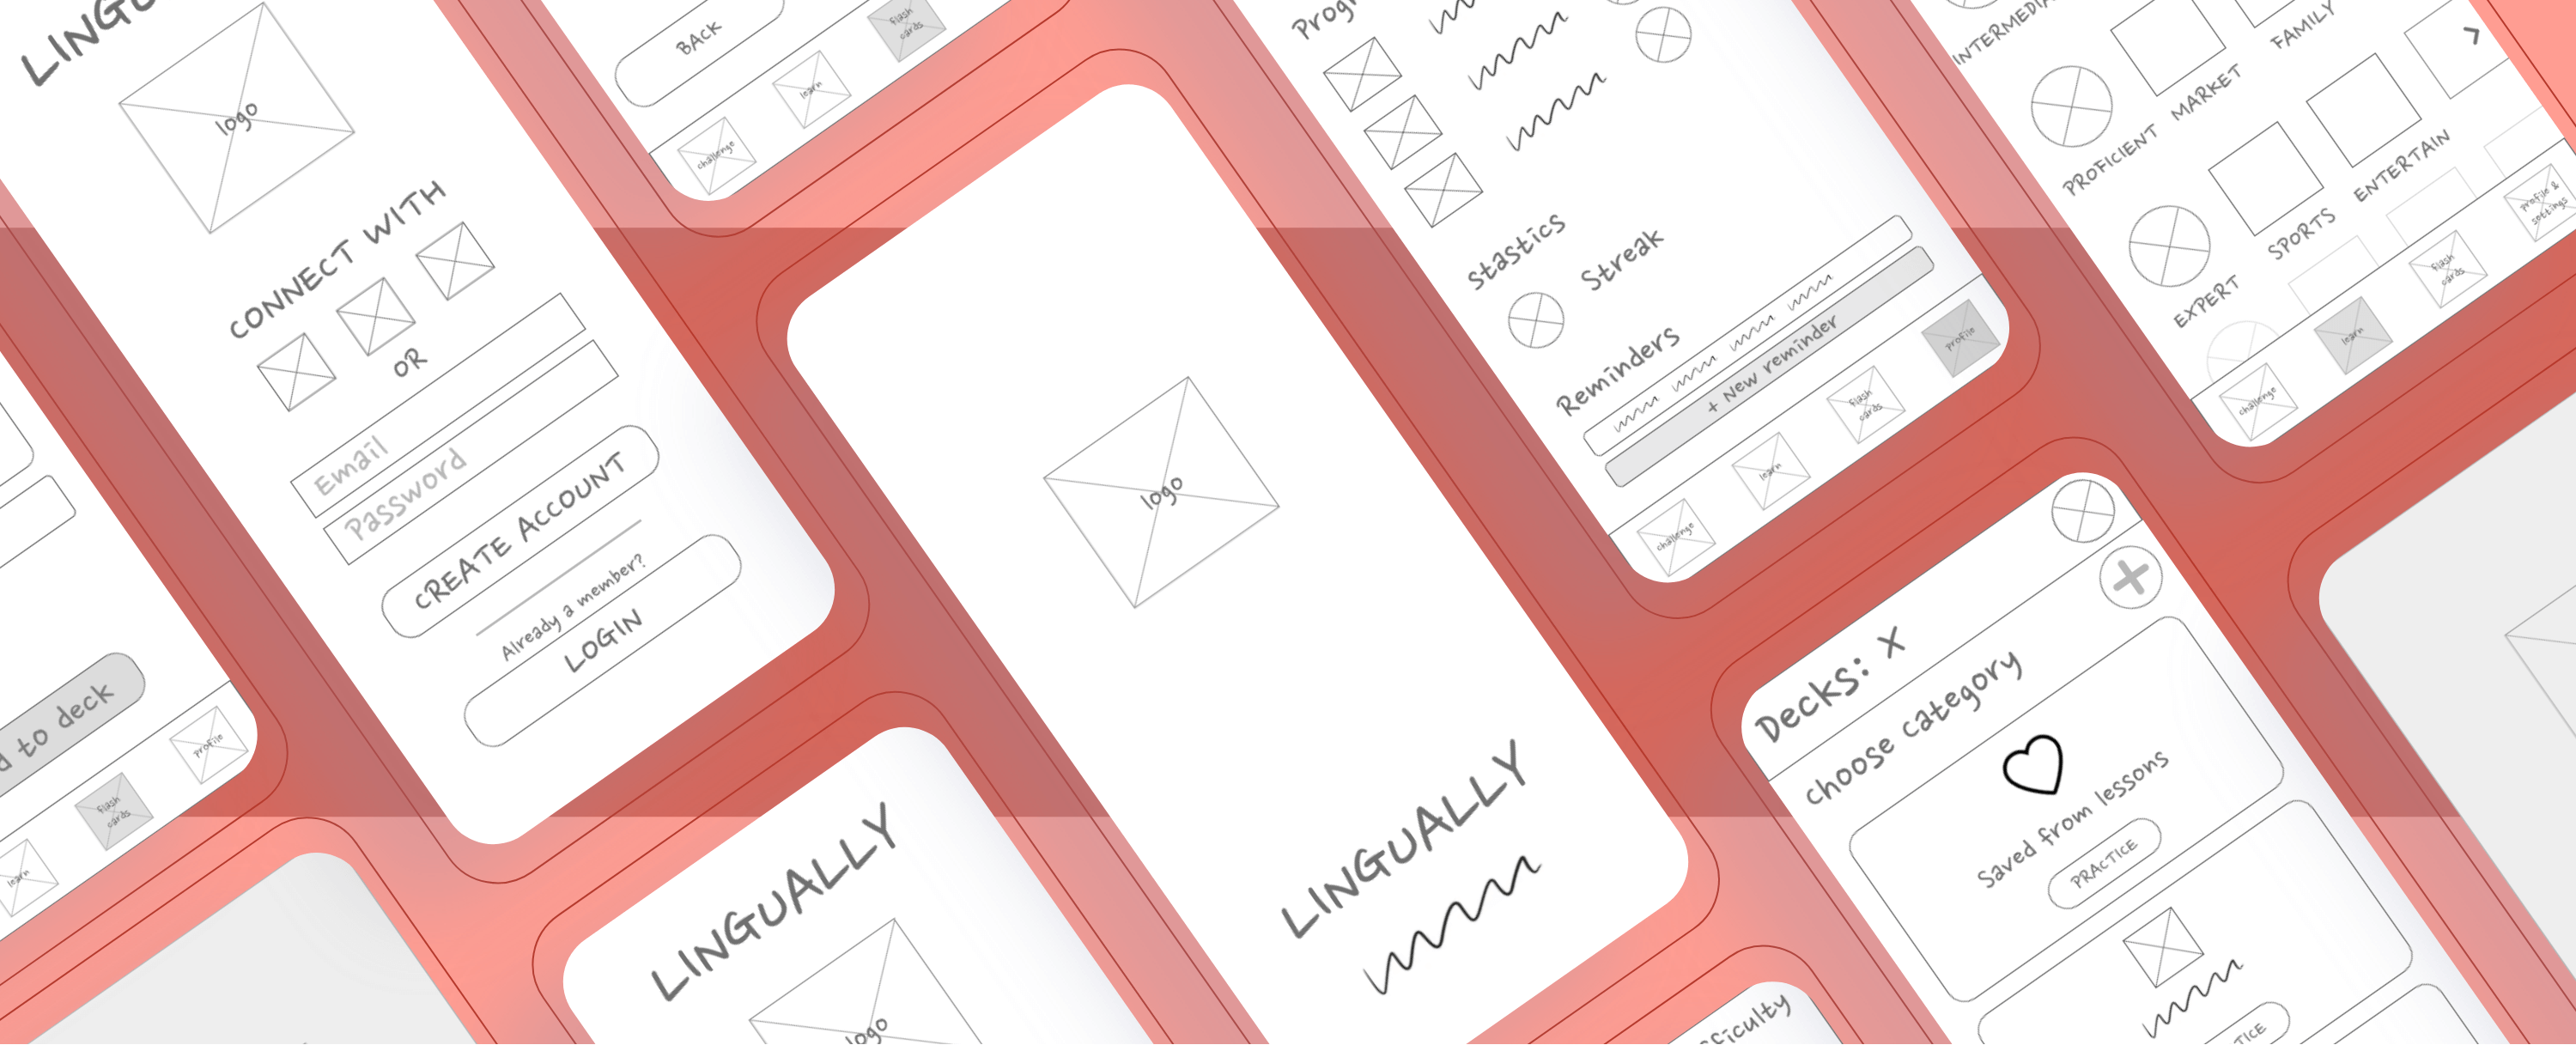 LINGU
logo
CONNECT WITH
OR
Email
Password
CREATE ACCOUNT
Already a member?
LOGIN
BACK
challenge
learn
flash
cards
to deck
learn
flash
cards
profile
logo
LINGUALLY
LINGUALLY
logo
Progr
stastics
Streak
Reminders
+ New reminder
challenge
learn
flash
cards
profile
INTERMEDIA
PROFICIENT
EXPERT
MARKET
FAMILY
SPORTS
ENTERTAIN
challenge
learn
flash
cards
profile &
settings
Decks: X
choose category
Saved from lessons
PRACTICE
TICE
ficulty